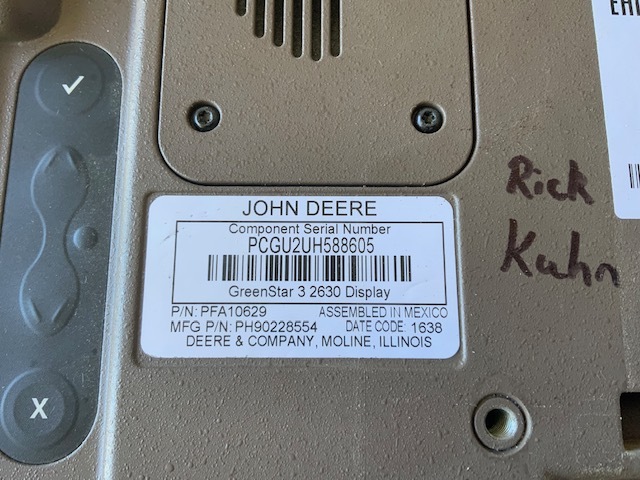 JOHN DEERE
Component Serial Number
PCGU2UH588605
GreenStar 3 2630 Display
P/N: PFA10629 ASSEMBLED IN MEXICO
MFG P/N: PH90228554 DATE CODE 1638
DEERE & COMPANY, MOLINE, ILLINOIS
Rick
Kuhn
X